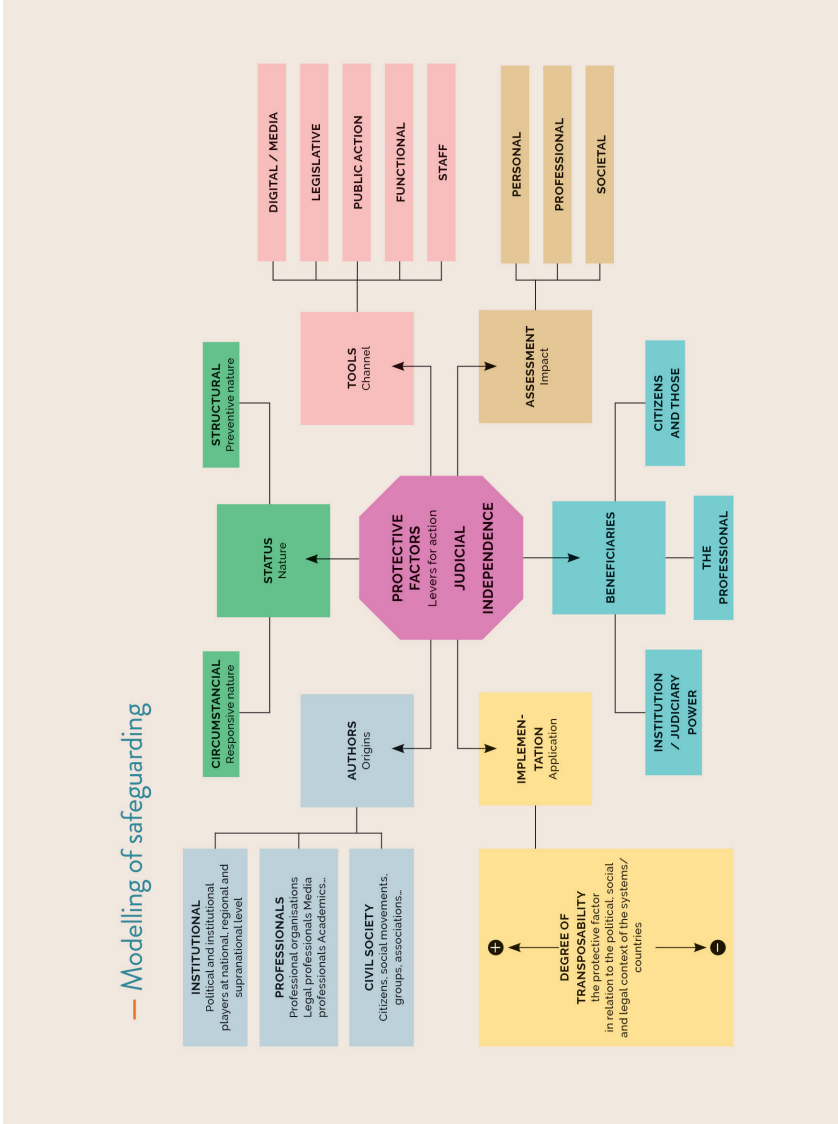 — Modelling of safeguarding
INSTITUTIONAL
Political and institutional
players at national, regional and
supranational level
PROFESSIONALS
Professional organisations
Legal professionals Media
professionals Academics...
CIVIL SOCIETY
Citizens, social movements,
groups, associations...
AUTHORS
Origins
CIRCUMSTANCIAL
Responsive nature
STATUS
Nature
STRUCTURAL
Preventive nature
TOOLS
Channel
DIGITAL / MEDIA
LEGISLATIVE
PUBLIC ACTION
FUNCTIONAL
STAFF
PROTECTIVE
FACTORS
Levers for action
JUDICIAL
INDEPENDENCE
DEGREE OF
TRANSPOSABILITY
the protective factor
in relation to the political, social
and legal context of the systems/
countries
+
−
IMPLEMEN-
TATION
Application
INSTITUTION
/ JUDICIARY
POWER
BENEFICIARIES
THE
PROFESSIONAL
CITIZENS
AND THOSE
ASSESSMENT
Impact
PERSONAL
PROFESSIONAL
SOCIETAL